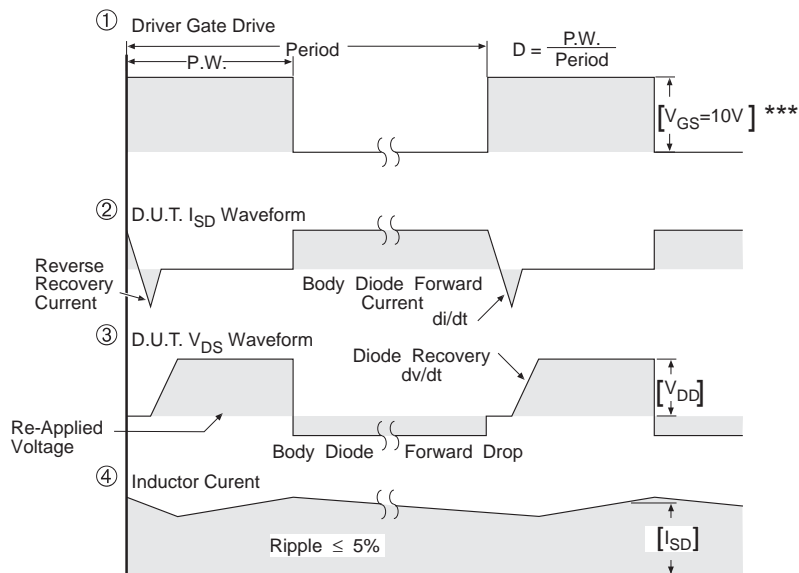 ① Driver Gate Drive
Period
P.W.
D = P.W. / Period
[VGS=10V] ***
② D.U.T. ISD Waveform
Reverse
Recovery
Current
Body Diode Forward
Current
di/dt
③ D.U.T. VDS Waveform
Diode Recovery
dv/dt
[VDD]
Re-Applied
Voltage
Body Diode Forward Drop
④ Inductor Curent
Ripple ≤ 5%
[ISD]